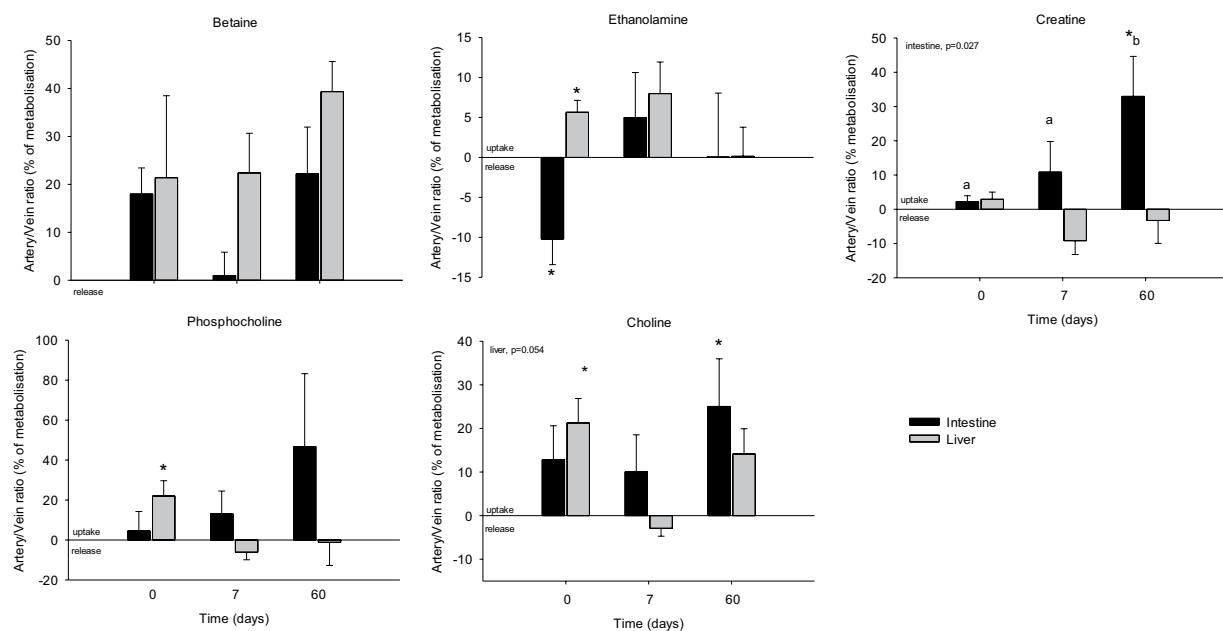 Betaine
Artery/Vein ratio (% of metabolisation)
50
40
30
20
10
0
release
Ethanolamine
Artery/Vein ratio (% of metabolisation)
15
10
5
0
-5
-10
-15
uptake
release
*
*
Creatine
Artery/Vein ratio (% metabolisation)
50
40
30
20
10
0
-10
-20
intestine, p=0.027
uptake
release
a
a
*b
0 7 60
Time (days)
Phosphocholine
Artery/Vein ratio (% of metabolisation)
100
80
60
40
20
0
-20
uptake
release
*
0 7 60
Time (days)
Choline
Artery/Vein ratio (% of metabolisation)
40
30
20
10
0
-10
liver, p=0.054
uptake
release
*
*
0 7 60
Time (days)
Intestine
Liver